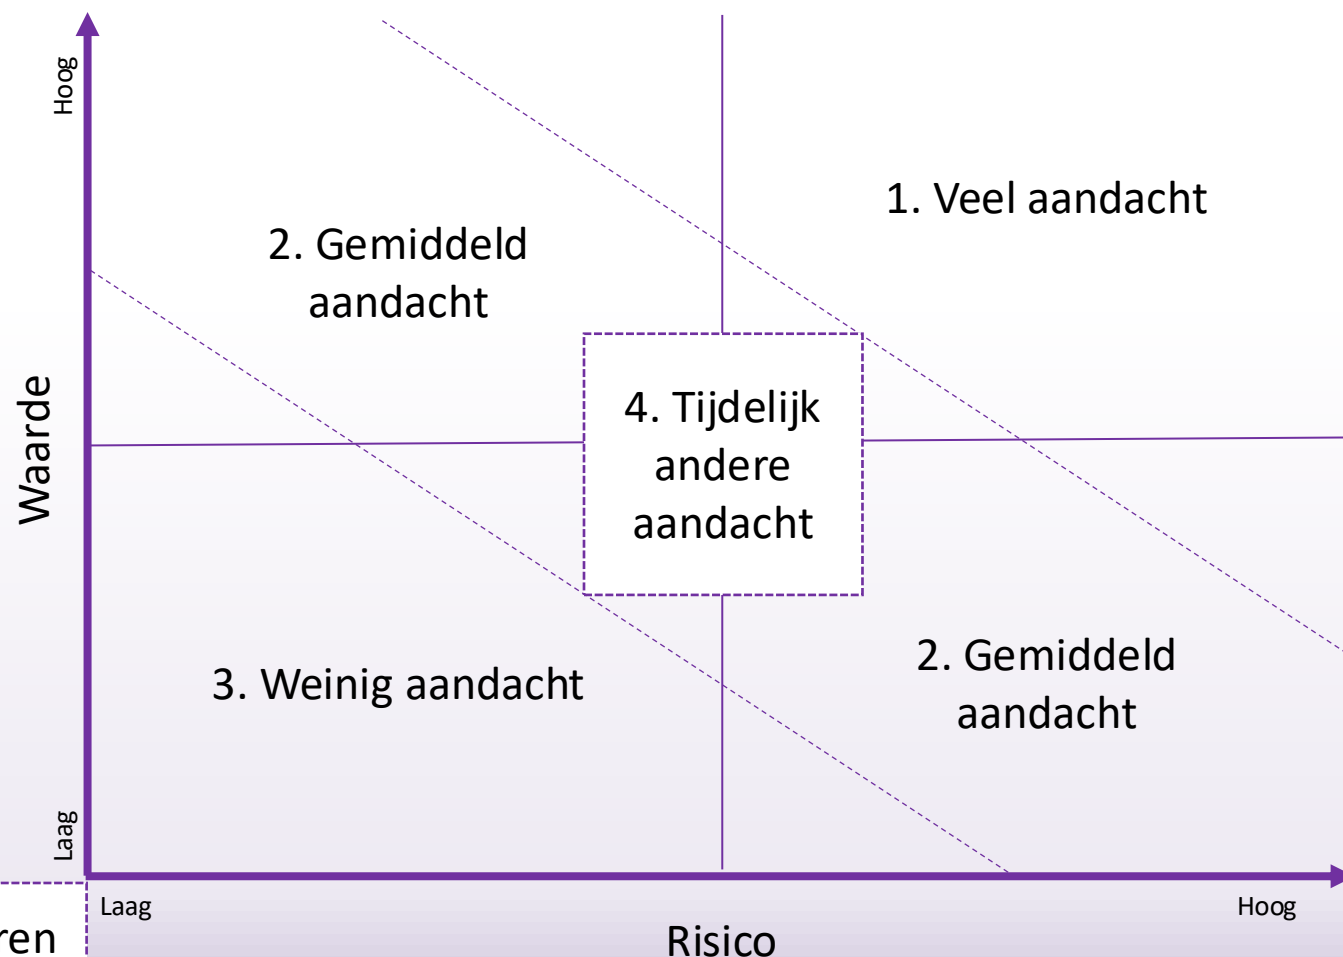 Hoog
1. Veel aandacht
2. Gemiddeld
aandacht
Waarde
4. Tijdelijk
andere
aandacht
3. Weinig aandacht
2. Gemiddeld
aandacht
Laag
Laag
Hoog
Risico